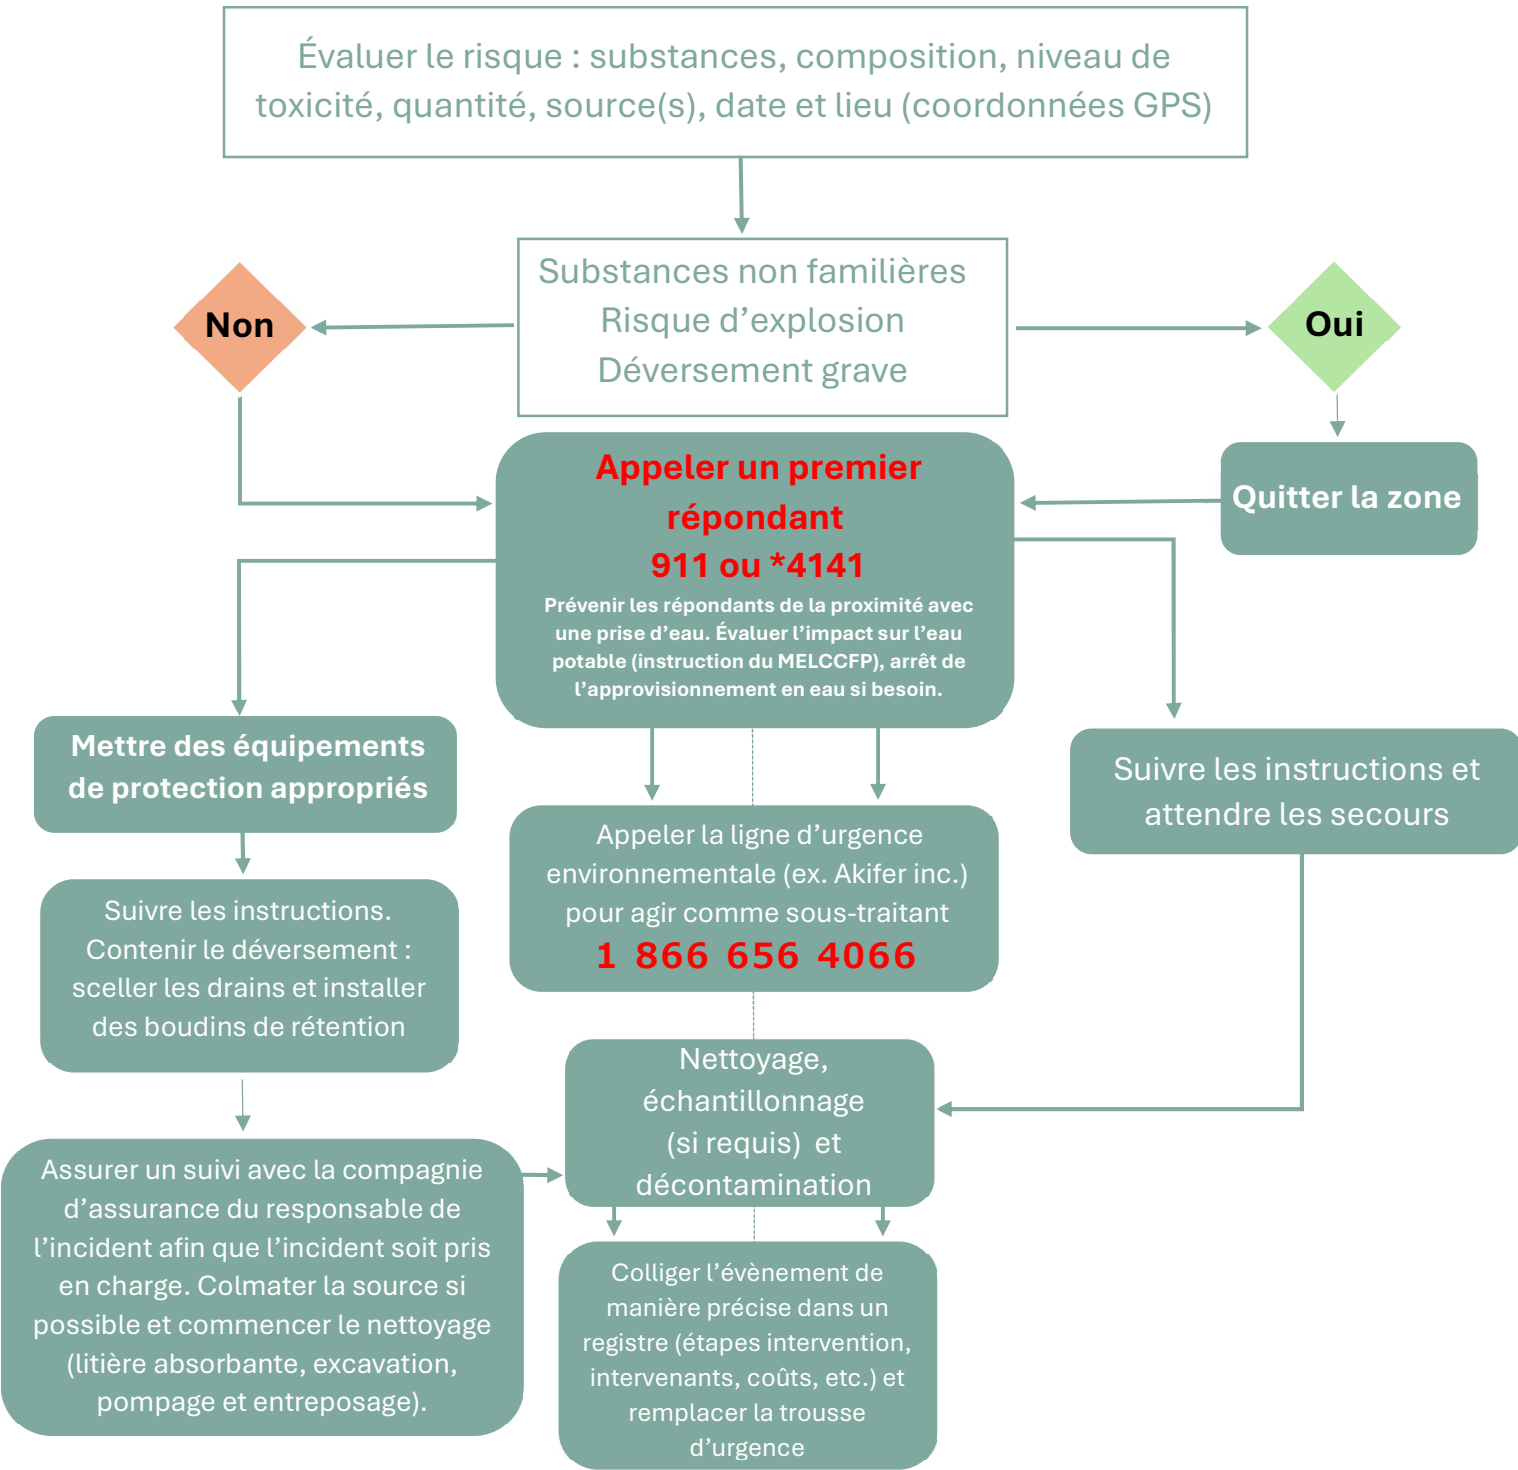 Évaluer le risque : substances, composition, niveau de
toxicité, quantité, source(s), date et lieu (coordonnées GPS)
Substances non familières
Risque d’explosion
Déversement grave
Non
Oui
Appeler un premier
répondant
911 ou *4141
Prévenir les répondants de la proximité avec
une prise d’eau. Évaluer l’impact sur l’eau
potable (instruction du MELCCFP), arrêt de
l’approvisionnement en eau si besoin.
Quitter la zone
Mettre des équipements
de protection appropriés
Suivre les instructions et
attendre les secours
Appeler la ligne d’urgence
environnementale (ex. Akifer inc.)
pour agir comme sous-traitant
1 866 656 4066
Suivre les instructions.
Contenir le déversement :
sceller les drains et installer
des boudins de rétention
Nettoyage,
échantillonnage
(si requis) et
décontamination
Assurer un suivi avec la compagnie
d’assurance du responsable de
l’incident afin que l’incident soit pris
en charge. Colmater la source si
possible et commencer le nettoyage
(litière absorbante, excavation,
pompage et entreposage).
Colliger l’évènement de
manière précise dans un
registre (étapes intervention,
intervenants, coûts, etc.) et
remplacer la trousse
d’urgence